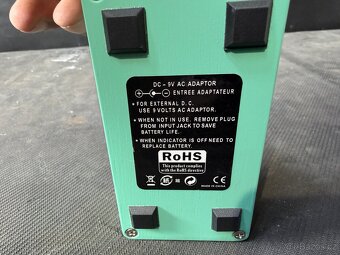 DC - 9V AC ADAPTOR
ENTREE ADAPTATEUR
• FOR EXTERNAL D.C.
USE 9 VOLTS AC ADAPTOR.
• WHEN NOT IN USE. REMOVE PLUG
FROM INPUT JACK TO SAVE
BATTERY LIFE.
• WHEN INDICATOR IS OFF NEED TO
REPLACE BATTERY.
RoHS
This product complies
with the RoHS directive
CE
MADE IN CHINA